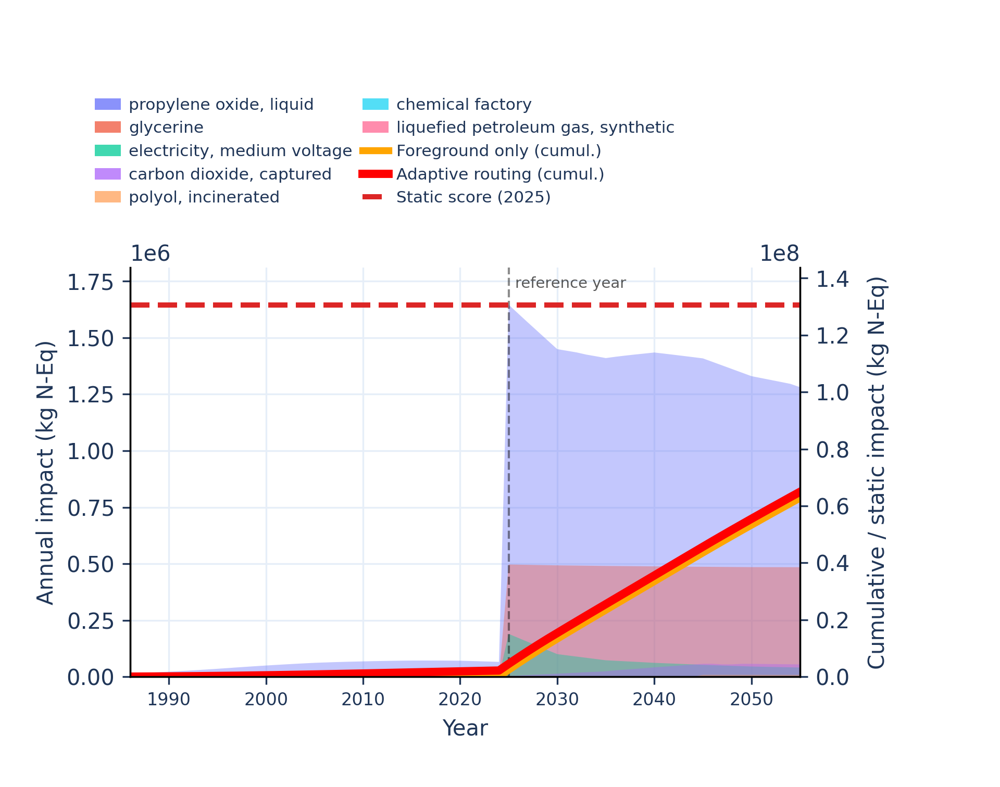 propylene oxide, liquid
glycerine
electricity, medium voltage
carbon dioxide, captured
polyol, incinerated
chemical factory
liquefied petroleum gas, synthetic
Foreground only (cumul.)
Adaptive routing (cumul.)
Static score (2025)
1e6
1e8
reference year
1.75
1.50
1.25
1.00
0.75
0.50
0.25
0.00
Annual impact (kg N-Eq)
1.4
1.2
1.0
0.8
0.6
0.4
0.2
0.0
Cumulative / static impact (kg N-Eq)
1990 2000 2010 2020 2030 2040 2050
Year